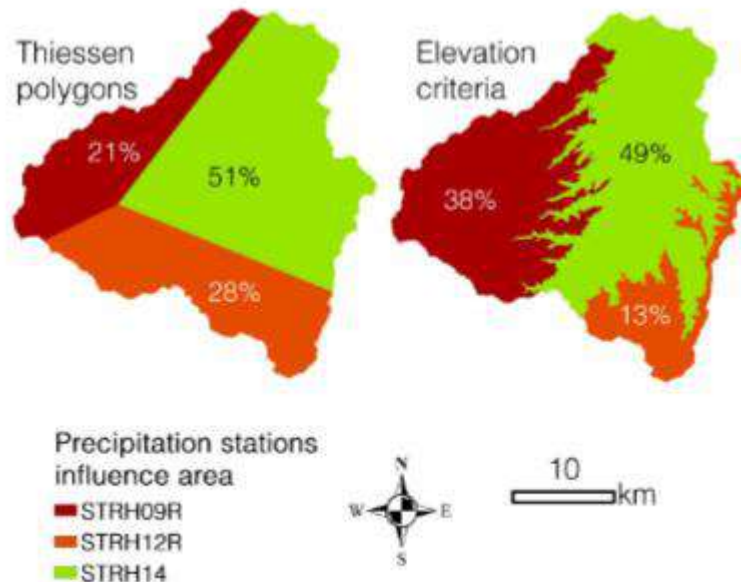 Thiessen
polygons
21%
51%
28%
Elevation
criteria
49%
38%
13%
Precipitation stations
influence area
STRH09R
STRH12R
STRH14
N
W E
S
10
km